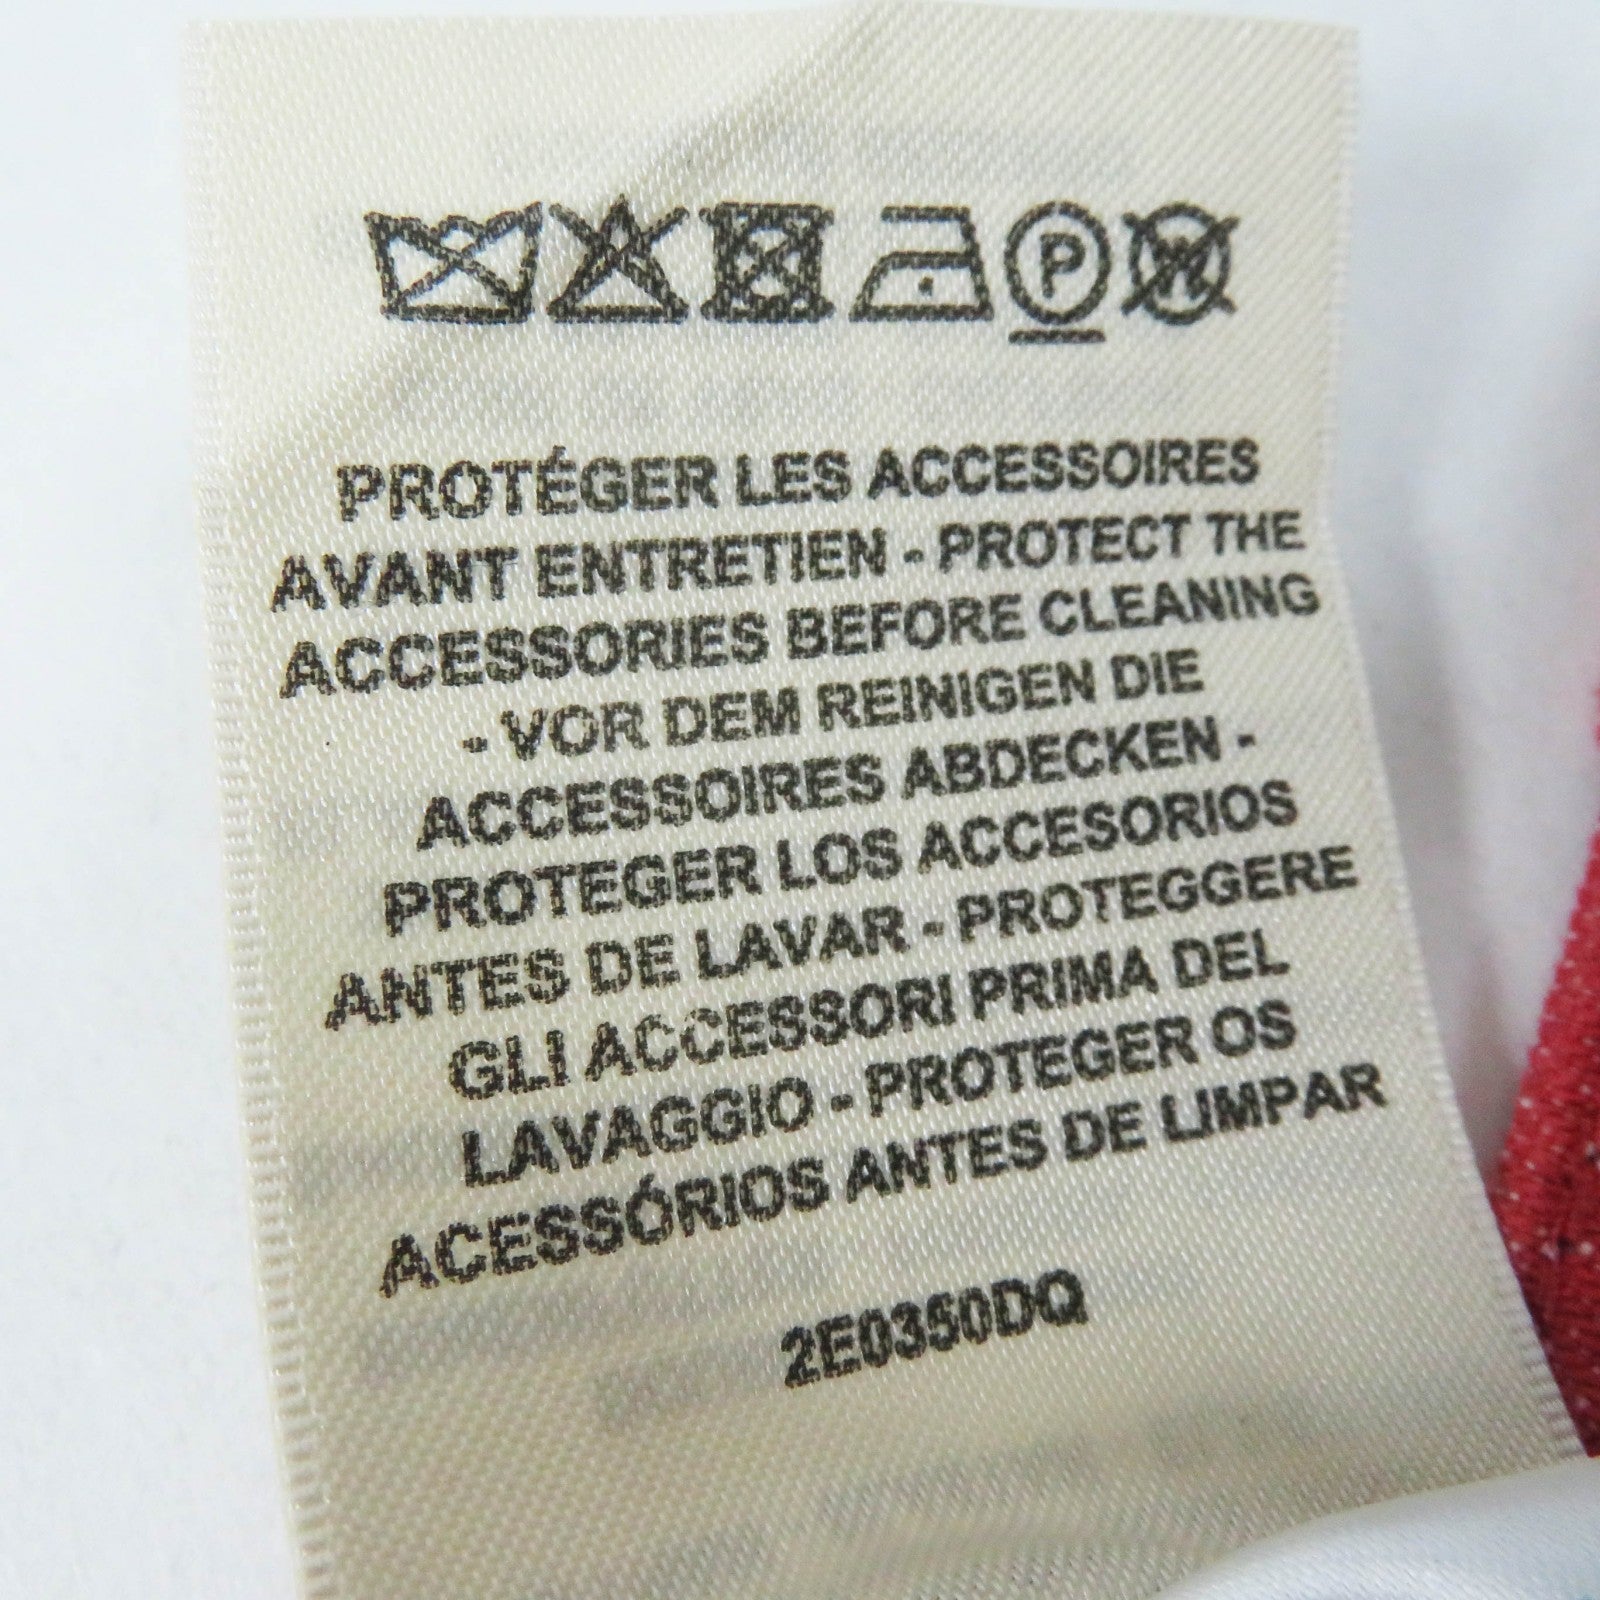 P W
PROTÉGER LES ACCESSOIRES
AVANT ENTRETIEN - PROTECT THE
ACCESSORIES BEFORE CLEANING
- VOR DEM REINIGEN DIE
ACCESSOIRES ABDECKEN -
PROTEGER LOS ACCESORIOS
ANTES DE LAVAR - PROTEGGERE
GLI ACCESSORI PRIMA DEL
LAVAGGIO - PROTEGER OS
ACESSÓRIOS ANTES DE LIMPAR
2E0350DQ